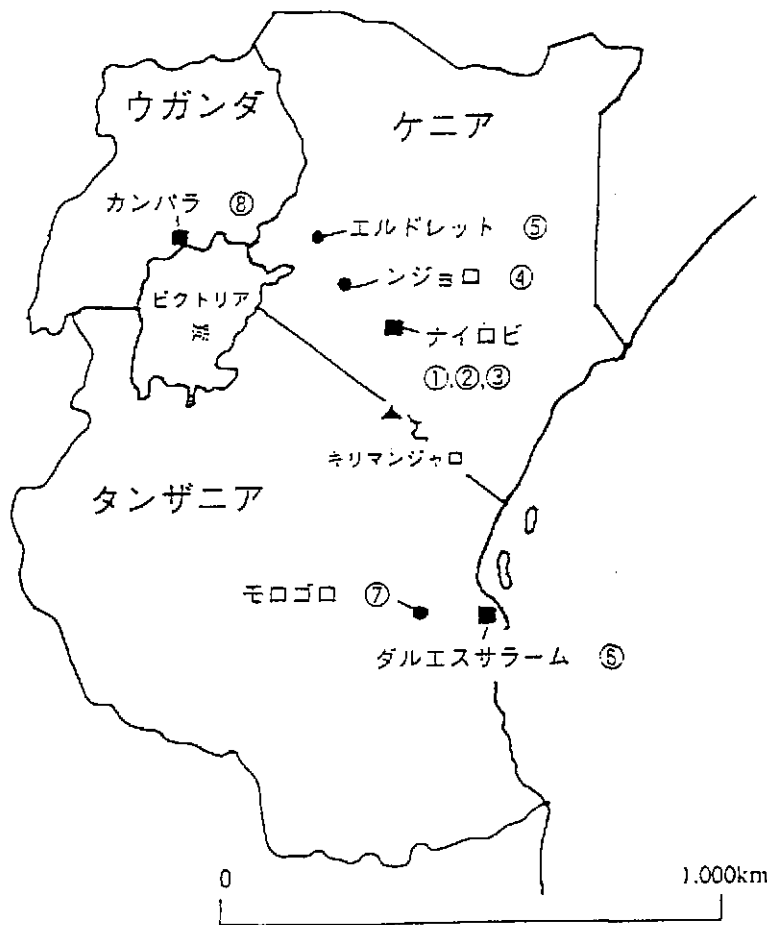 ウガンダ
ケニア
カンパラ ⑧
エルドレット ⑤
ンジョロ ④
ビクトリア
湖
ナイロビ
①,②,③
キリマンジャロ
山
タンザニア
モロゴロ ⑦
ダルエスサラーム ⑥
0 1,000km